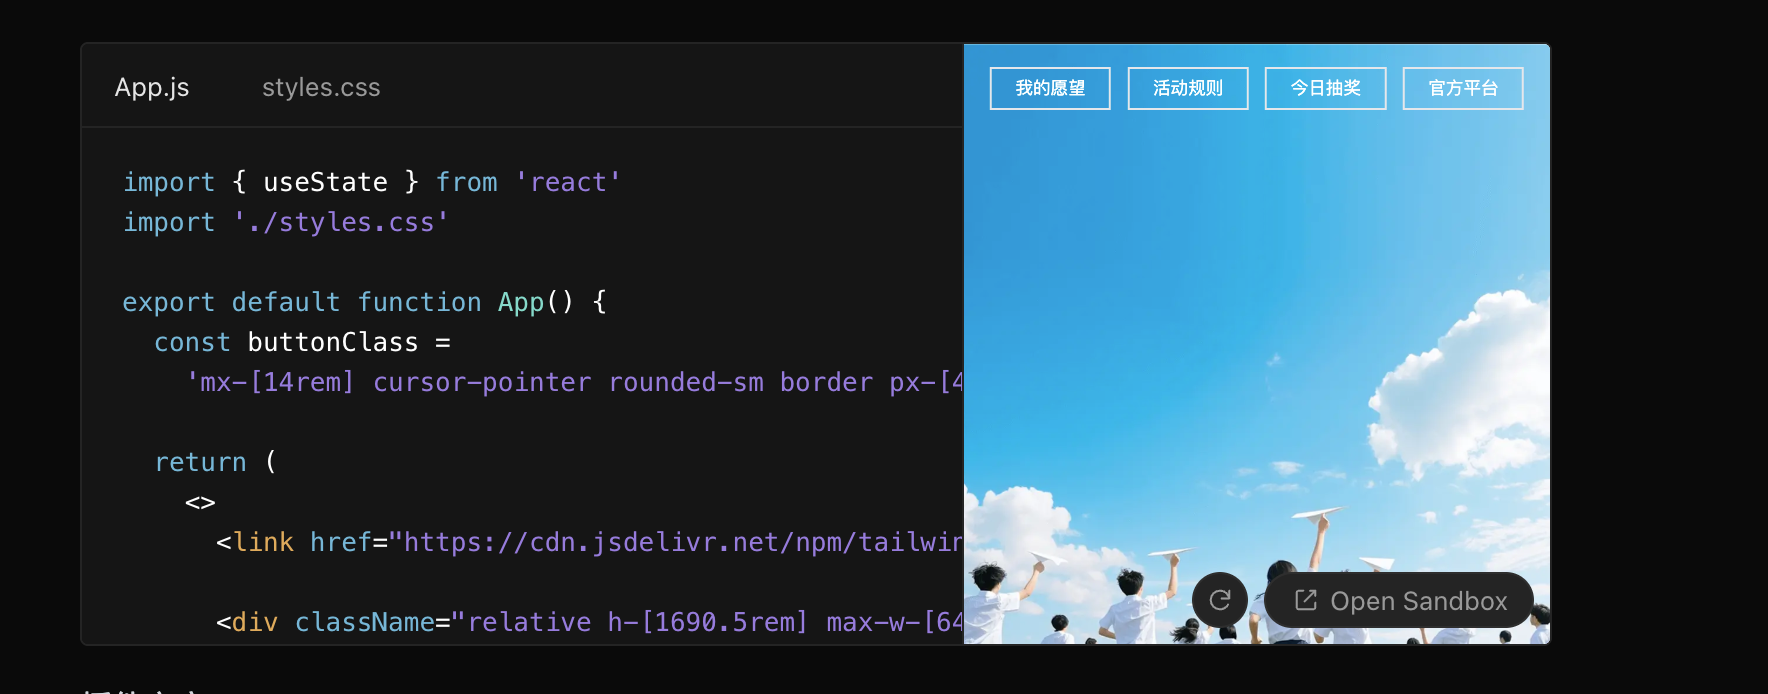 App.js styles.css
import { useState } from 'react'
import './styles.css'
export default function App() {
const buttonClass =
'mx-[14rem] cursor-pointer rounded-sm border px-[4
return (
<>
<link href="https://cdn.jsdelivr.net/npm/tailwin
<div className="relative h-[1690.5rem] max-w-[64
我的愿望 活动规则 今日抽奖 官方平台
Open Sandbox